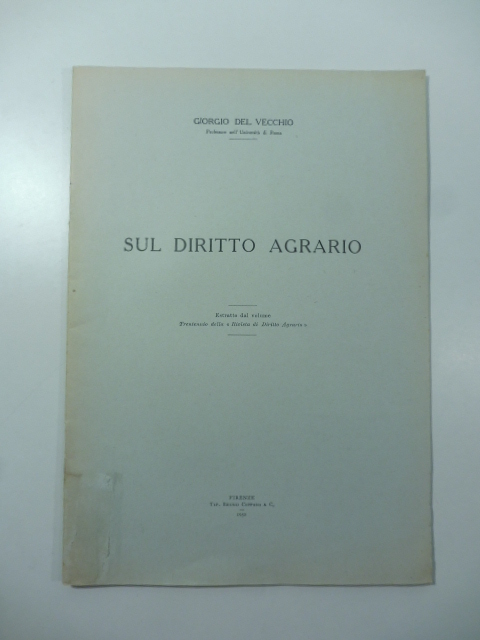 GIORGIO DEL VECCHIO
Professore nell'Università di Roma
SUL DIRITTO AGRARIO
Estratto dal volume
Trentennio della « Rivista di Diritto Agrario ».
FIRENZE
Tip. & C.